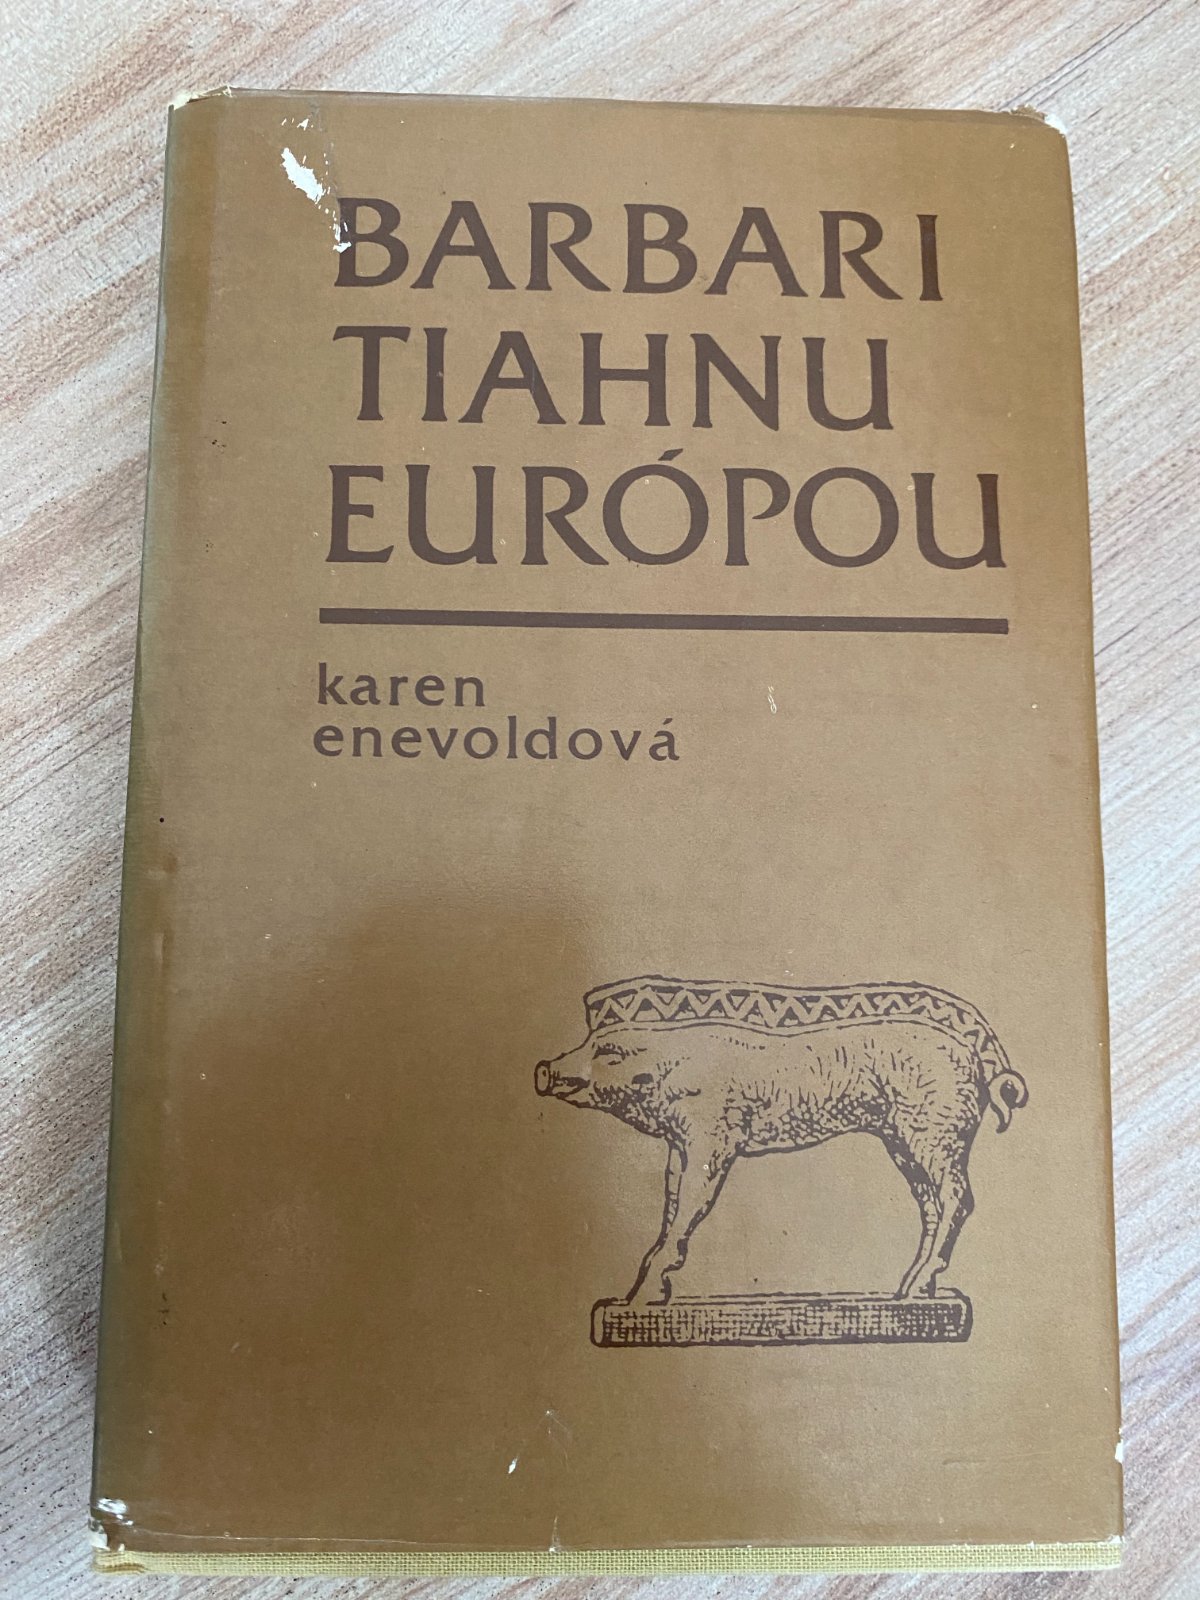 BARBARI
TIAHNU
EURÓPOU
karen
enevoldová